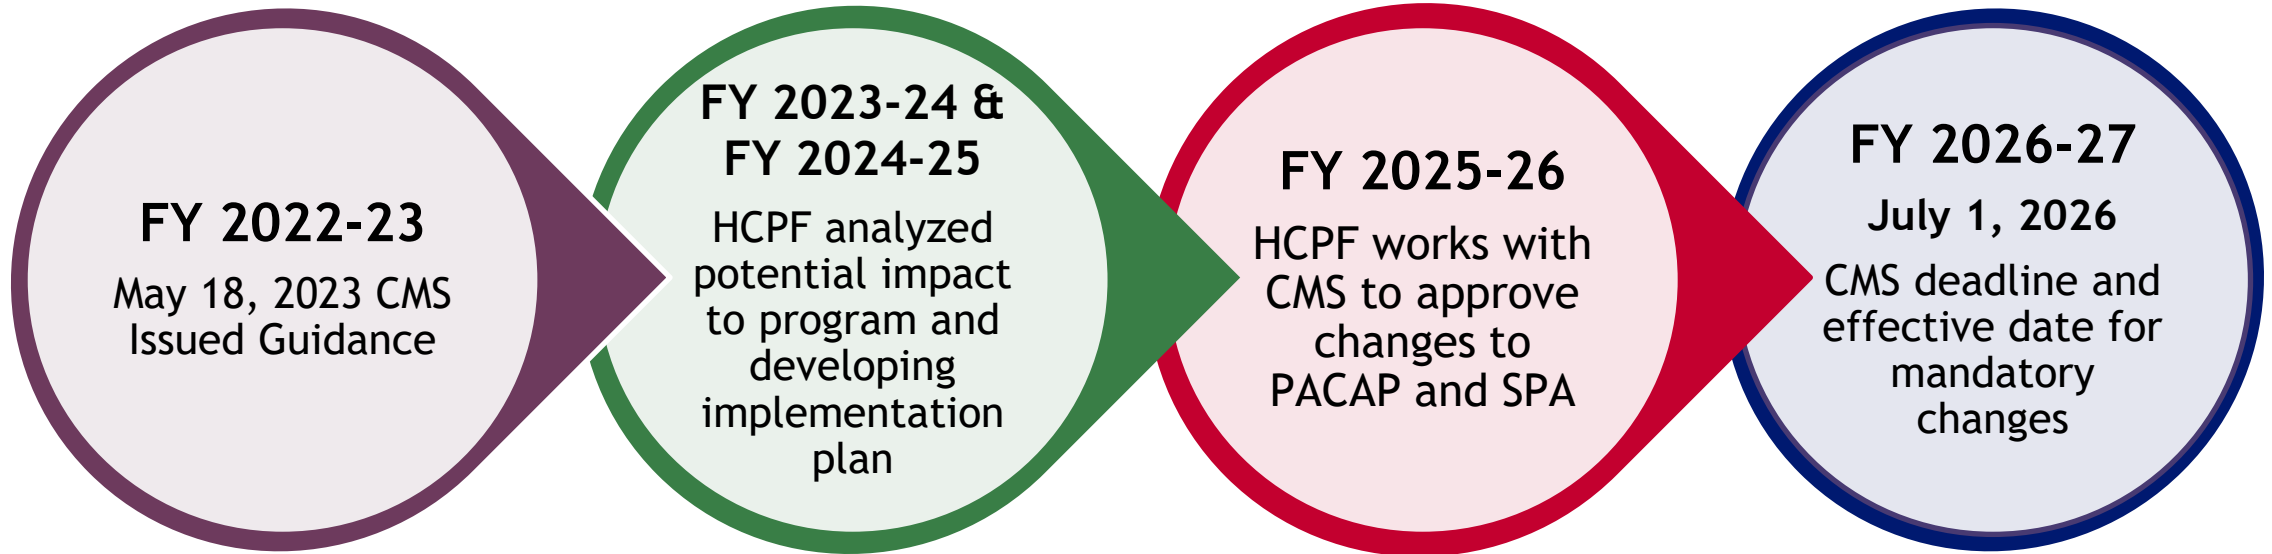 FY 2022-23
May 18, 2023 CMS
Issued Guidance
FY 2023-24 &
FY 2024-25
HCPF analyzed
potential impact
to program and
developing
implementation
plan
FY 2025-26
HCPF works with
CMS to approve
changes to
PACAP and SPA
FY 2026-27
July 1, 2026
CMS deadline and
effective date for
mandatory
changes